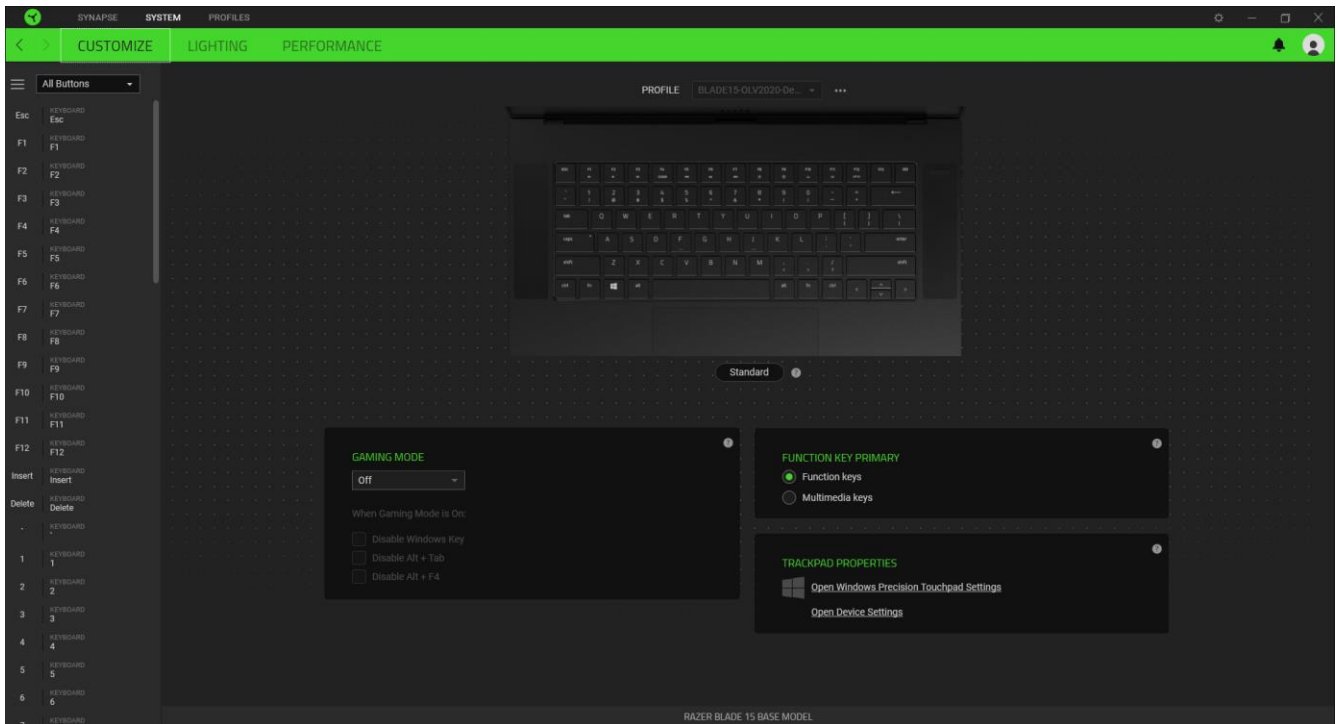 SYNAPSE SYSTEM PROFILES
CUSTOMIZE LIGHTING PERFORMANCE
All Buttons
PROFILE BLADE15-OLV2020-De...
Esc KEYBOARD Esc
F1 KEYBOARD F1
F2 KEYBOARD F2
F3 KEYBOARD F3
F4 KEYBOARD F4
F5 KEYBOARD F5
F6 KEYBOARD F6
F7 KEYBOARD F7
F8 KEYBOARD F8
F9 KEYBOARD F9
F10 KEYBOARD F10
F11 KEYBOARD F11
F12 KEYBOARD F12
Insert KEYBOARD Insert
Delete KEYBOARD Delete
` KEYBOARD `
1 KEYBOARD 1
2 KEYBOARD 2
3 KEYBOARD 3
4 KEYBOARD 4
5 KEYBOARD 5
6 KEYBOARD 6
KEYBOARD
Q W E R T Y U I O P
A S D F G H J K L
Z X C V B N M
Standard
GAMING MODE
Off
When Gaming Mode is On:
Disable Windows Key
Disable Alt + Tab
Disable Alt + F4
FUNCTION KEY PRIMARY
Function keys
Multimedia keys
TRACKPAD PROPERTIES
Open Windows Precision Touchpad Settings
Open Device Settings
RAZER BLADE 15 BASE MODEL